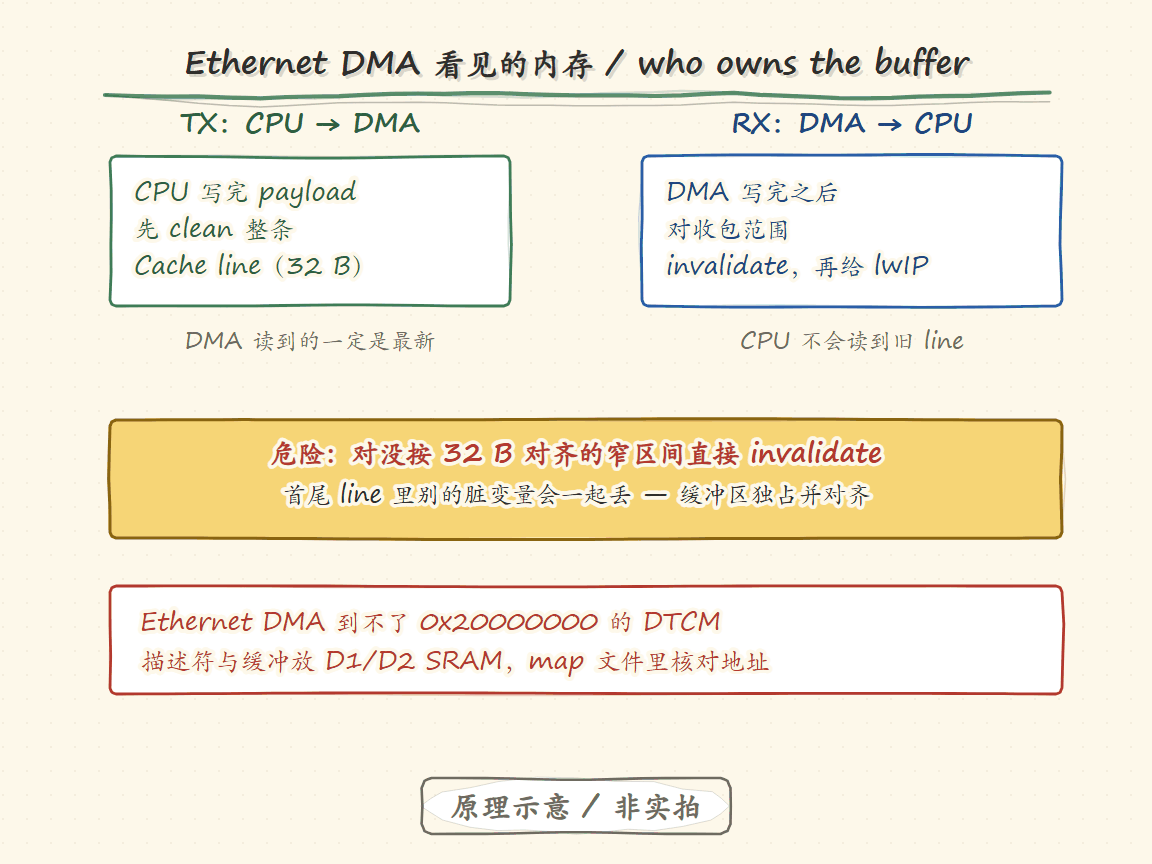 Ethernet DMA 看见的内存 / who owns the buffer
TX：CPU → DMA
CPU 写完 payload
先 clean 整条
Cache line（32 B）
DMA 读到的一定是最新
RX：DMA → CPU
DMA 写完之后
对收包范围
invalidate，再给 lWIP
CPU 不会读到旧 line
危险：对没按 32 B 对齐的窄区间直接 invalidate
首尾 line 里别的脏变量会一起丢 — 缓冲区独占并对齐
Ethernet DMA 到不了 0x20000000 的 DTCM
描述符与缓冲放 D1/D2 SRAM，map 文件里核对地址
原理示意 / 非实拍